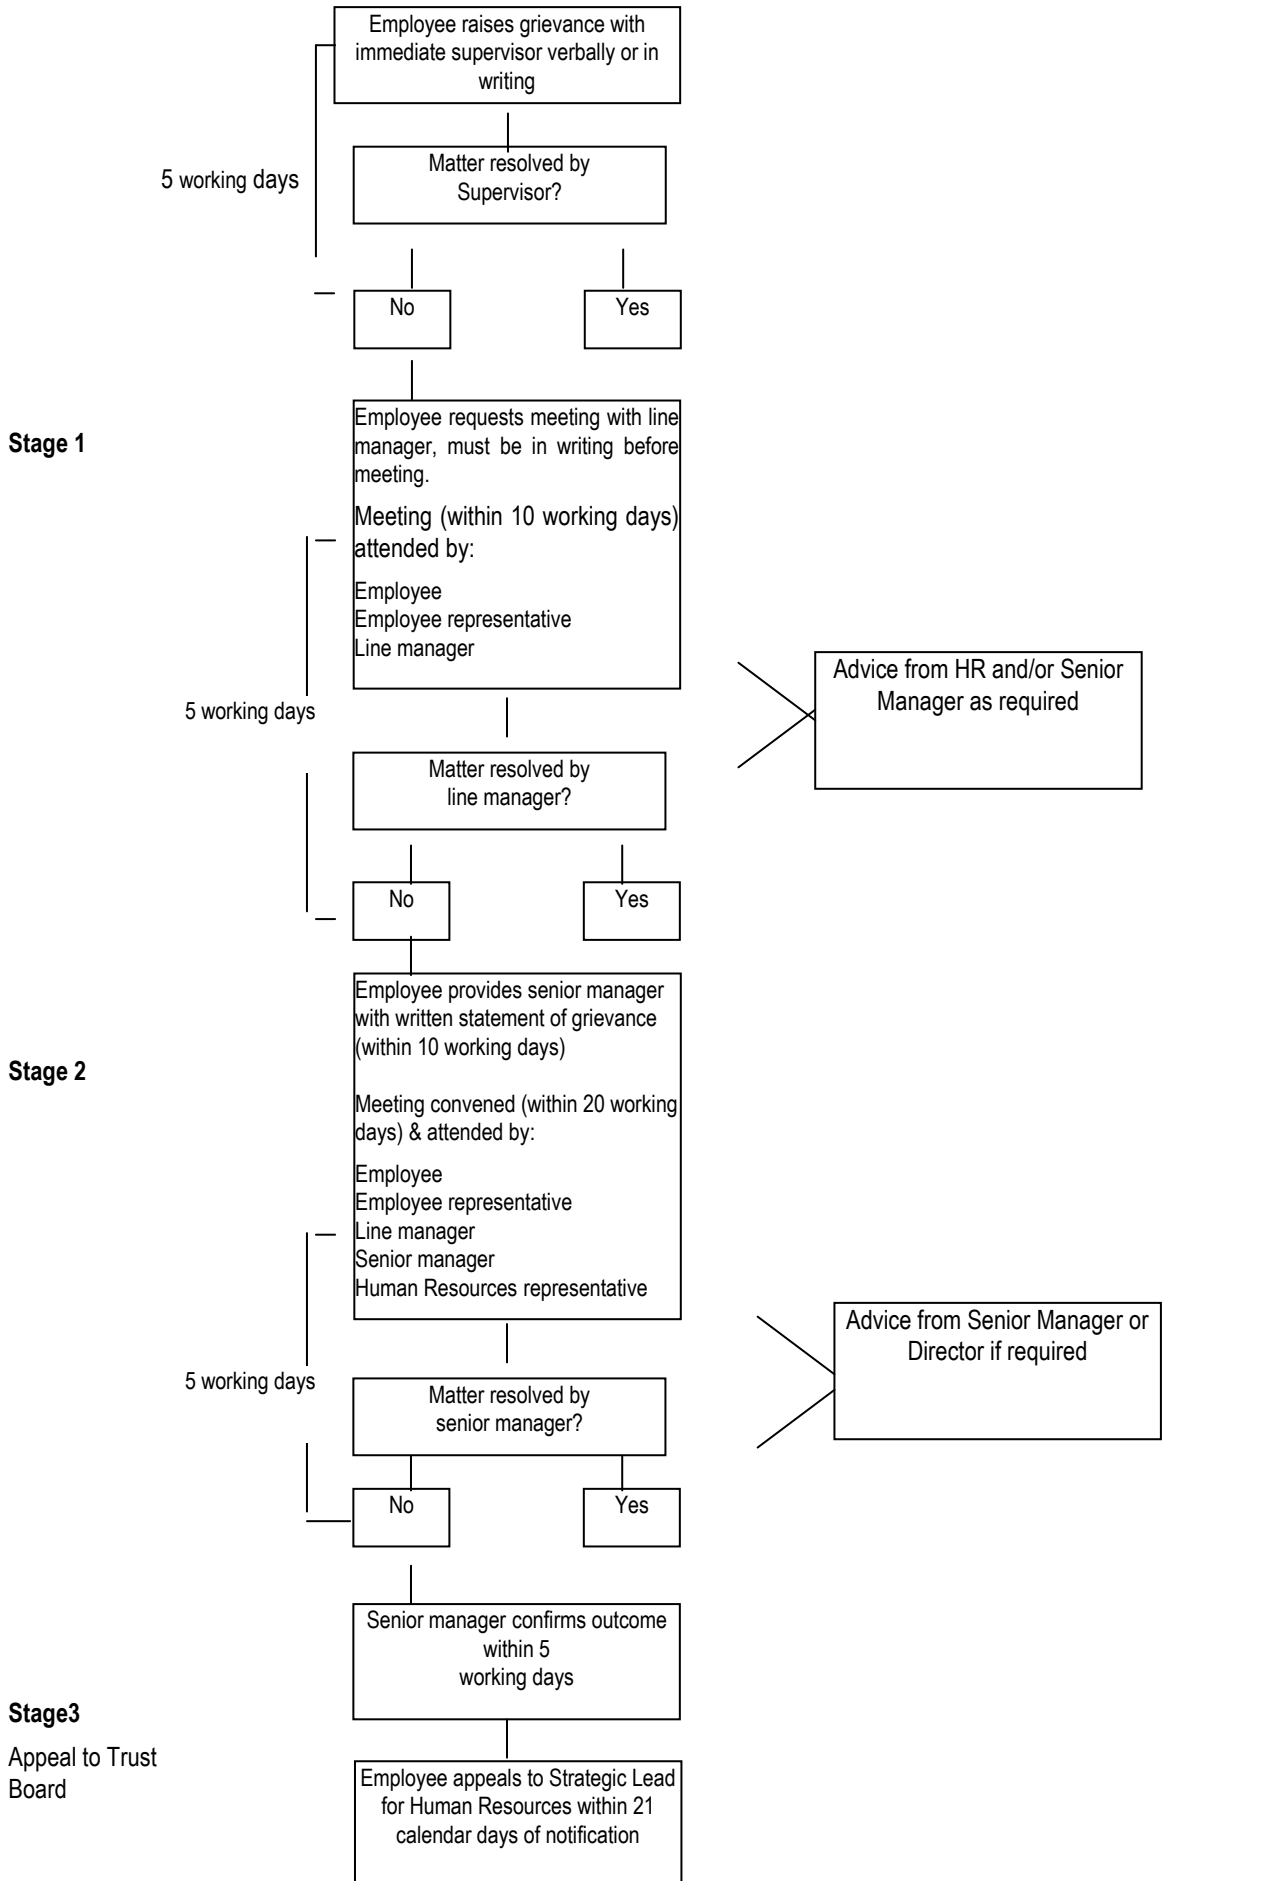 Employee raises grievance with
immediate supervisor verbally or in
writing
5 working days
Matter resolved by
Supervisor?
No
Yes
Stage 1
Employee requests meeting with line
manager, must be in writing before
meeting.
Meeting (within 10 working days)
attended by:
Employee
Employee representative
Line manager
Advice from HR and/or Senior
Manager as required
5 working days
Matter resolved by
line manager?
No
Yes
Stage 2
Employee provides senior manager
with written statement of grievance
(within 10 working days)
Meeting convened (within 20 working
days) & attended by:
Employee
Employee representative
Line manager
Senior manager
Human Resources representative
Advice from Senior Manager or
Director if required
5 working days
Matter resolved by
senior manager?
No
Yes
Senior manager confirms outcome
within 5
working days
Stage3
Appeal to Trust
Board
Employee appeals to Strategic Lead
for Human Resources within 21
calendar days of notification